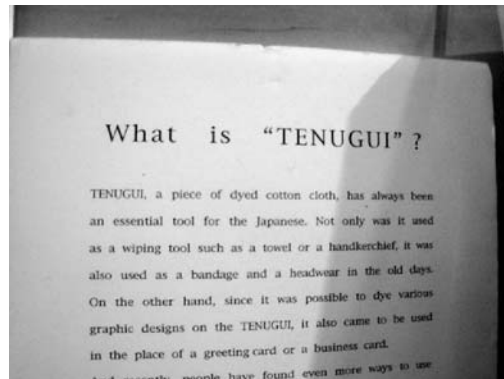 What is “TENUGUI” ?
TENUGUI, a piece of dyed cotton cloth, has always been
an essential tool for the Japanese. Not only was it used
as a wiping tool such as a towel or a handkerchief, it was
also used as a bandage and a headwear in the old days.
On the other hand, since it was possible to dye various
graphic designs on the TENUGUI, it also came to be used
in the place of a greeting card or a business card.
And recently, people have found even more ways to use